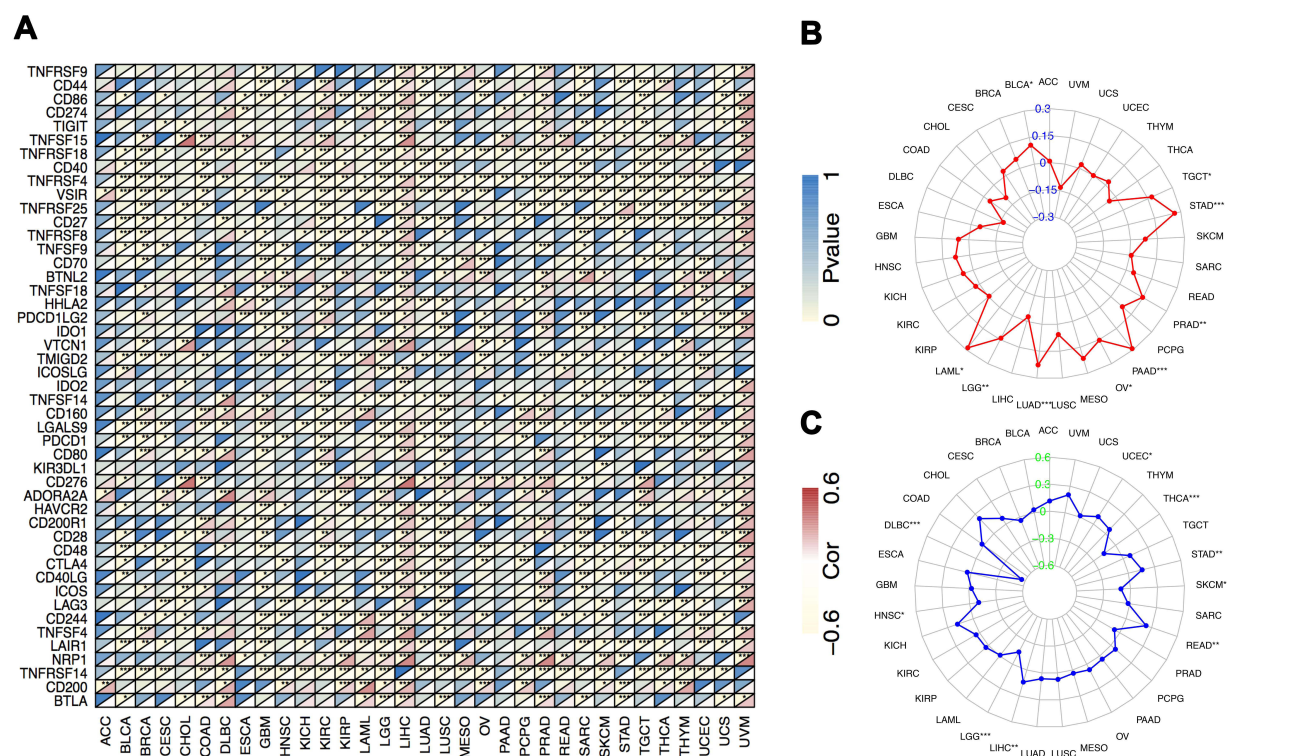 A
TNFRSF9
CD44
CD86
CD274
TIGIT
TNFSF15
TNFRSF18
CD40
TNFRSF4
VSIR
TNFRSF25
CD27
TNFRSF8
TNFSF9
CD70
BTNL2
TNFSF18
HHLA2
PDCD1LG2
IDO1
VTCN1
TMIGD2
ICOSLG
IDO2
TNFSF14
CD160
LGALS9
PDCD1
CD80
KIR3DL1
CD276
ADORA2A
HAVCR2
CD200R1
CD28
CD48
CTLA4
CD40LG
ICOS
LAG3
CD244
TNFSF4
LAIR1
NRP1
TNFRSF14
CD200
BTLA
ACC
BLCA
BRCA
CESC
CHOL
COAD
DLBC
ESCA
GBM
HNSC
KICH
KIRC
KIRP
LAML
LGG
LIHC
LUAD
LUSC
MESO
OV
PAAD
PCPG
PRAD
READ
SARC
SKCM
STAD
TGCT
THCA
THYM
UCEC
UCS
UVM
1
Pvalue
0
0.6
Cor
−0.6
B
ACC
UVM
UCS
UCEC
THYM
THCA
TGCT*
STAD***
SKCM
SARC
READ
PRAD**
PCPG
PAAD***
OV*
MESO
LUSC
LUAD***
LIHC
LGG**
LAML*
KIRP
KIRC
KICH
HNSC
GBM
ESCA
DLBC
COAD
CHOL
CESC
BRCA
BLCA*
0.3
0.15
0
−0.15
−0.3
C
ACC
UVM
UCS
UCEC*
THYM
THCA***
TGCT
STAD**
SKCM*
SARC
READ**
PRAD
PCPG
PAAD
OV
MESO
LUSC
LUAD
LIHC**
LGG***
LAML
KIRP
KIRC
KICH
HNSC*
GBM
ESCA
DLBC***
COAD
CHOL
CESC
BRCA
BLCA
0.6
0.3
0
−0.3
−0.6